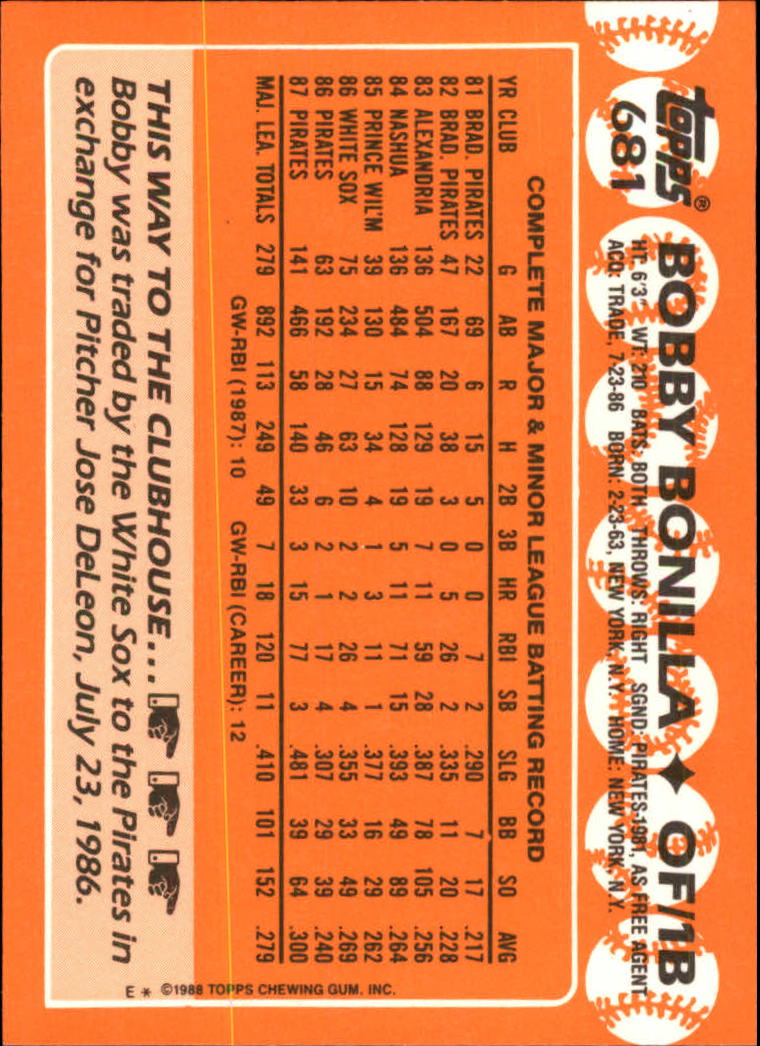 topps®
681
BOBBY BONILLA ♦ OF/1B
HT: 6'3" WT: 210 BATS: BOTH THROWS: RIGHT SGND: PIRATES-1981, AS FREE AGENT
ACQ: TRADE, 7-23-86 BORN: 2-23-63, NEW YORK, N.Y. HOME: NEW YORK, N.Y.
COMPLETE MAJOR & MINOR LEAGUE BATTING RECORD
YR CLUB G AB R H 2B 3B HR RBI SB SLG BB SO AVG
81 BRAD. PIRATES 22 69 6 15 5 0 0 7 2 .290 7 17 .217
82 BRAD. PIRATES 47 167 20 38 3 0 5 26 2 .335 11 20 .228
83 ALEXANDRIA 136 504 88 129 19 7 11 59 28 .387 78 105 .256
84 NASHUA 136 484 74 128 19 5 11 71 15 .393 49 89 .264
85 PRINCE WIL'M 39 130 15 34 4 1 3 11 1 .377 16 29 .262
86 WHITE SOX 75 234 27 63 10 2 2 26 4 .355 33 49 .269
86 PIRATES 63 192 28 46 6 2 1 17 4 .307 29 39 .240
87 PIRATES 141 466 58 140 33 3 15 77 3 .481 39 64 .300
MAJ. LEA. TOTALS 279 892 113 249 49 7 18 120 11 .410 101 152 .279
GW-RBI (1987): 10 GW-RBI (CAREER): 12
THIS WAY TO THE CLUBHOUSE...
Bobby was traded by the White Sox to the Pirates in
exchange for Pitcher Jose DeLeon, July 23, 1986.
E * ©1988 TOPPS CHEWING GUM. INC.